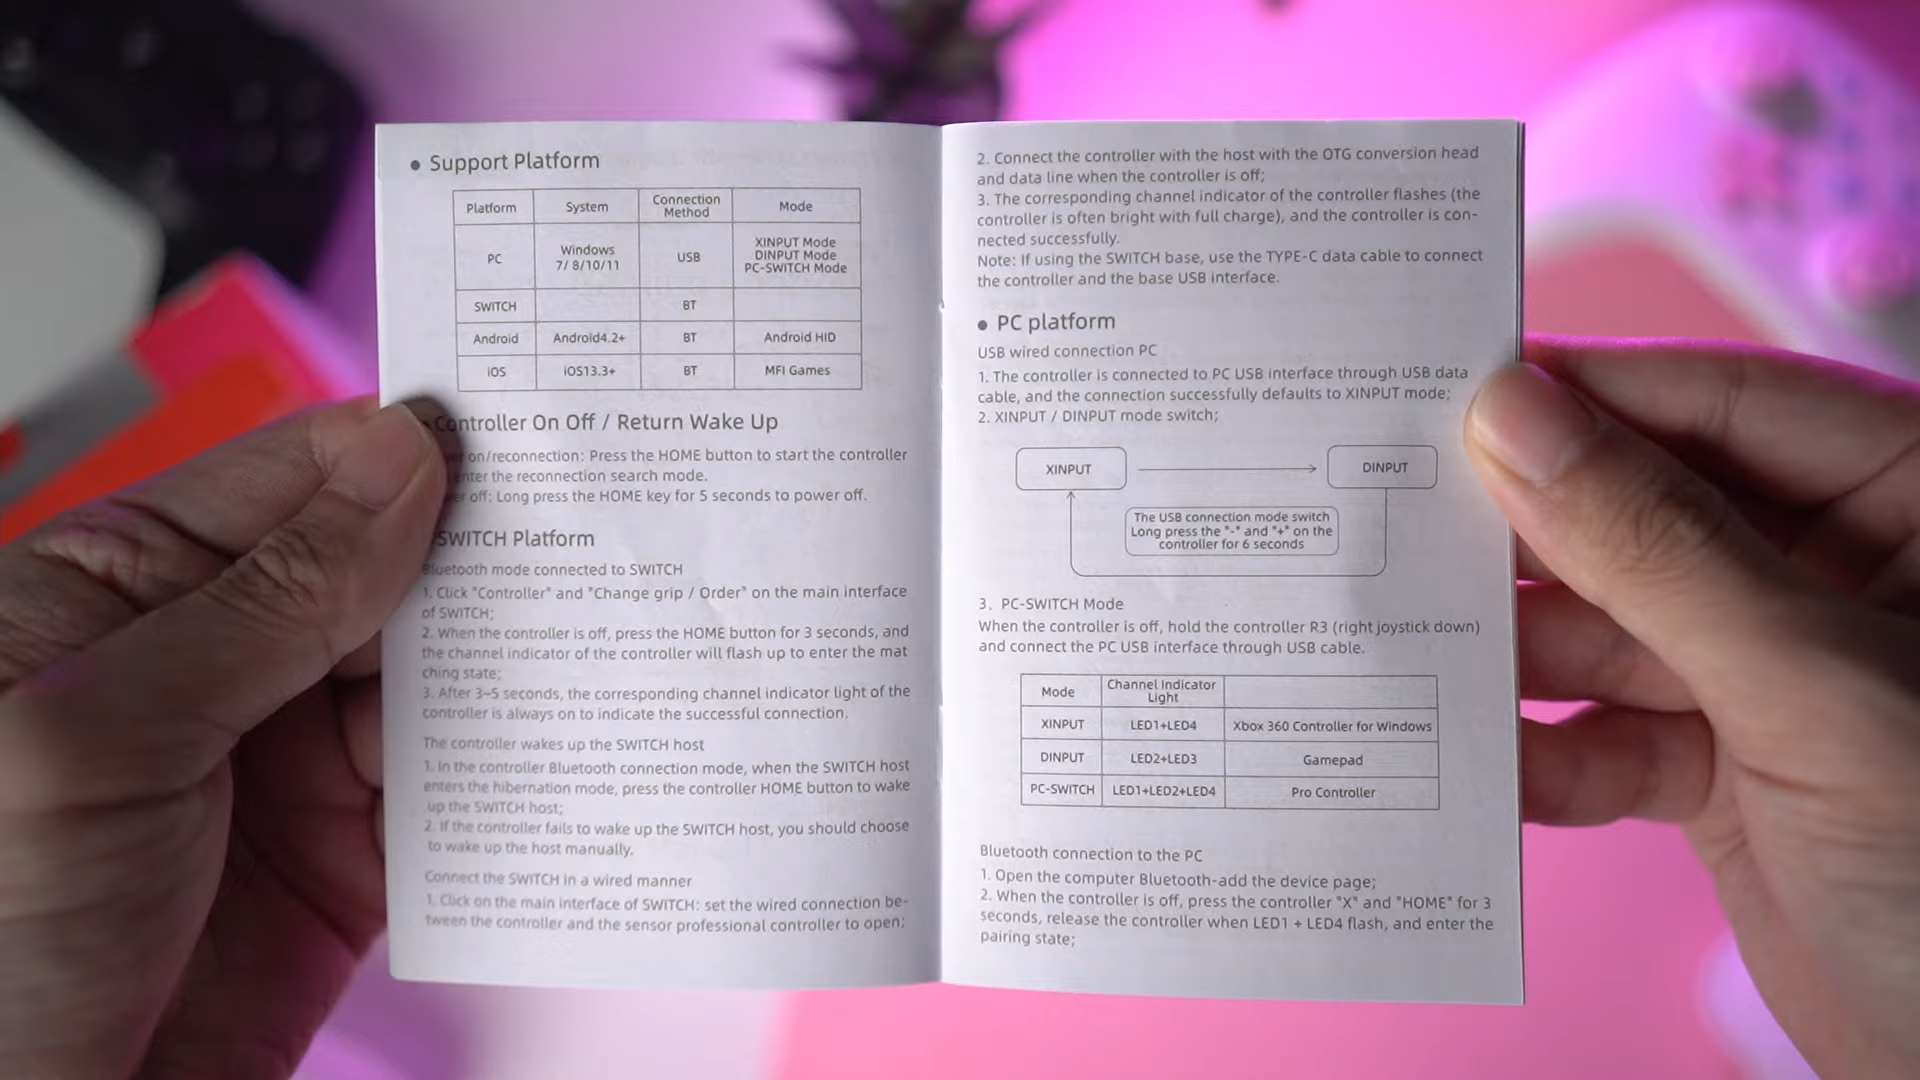 ● Support Platform
Platform System Connection Method Mode
PC Windows 7/ 8/10/11 USB XINPUT Mode DINPUT Mode PC-SWITCH Mode
SWITCH BT
Android Android4.2+ BT Android HID
iOS iOS13.3+ BT MFI Games
Controller On Off / Return Wake Up
on/reconnection: Press the HOME button to start the controller
enter the reconnection search mode.
off: Long press the HOME key for 5 seconds to power off.
SWITCH Platform
Bluetooth mode connected to SWITCH
1. Click "Controller" and "Change grip / Order" on the main interface
of SWITCH;
2. When the controller is off, press the HOME button for 3 seconds, and
the channel indicator of the controller will flash up to enter the mat
ching state;
3. After 3~5 seconds, the corresponding channel indicator light of the
controller is always on to indicate the successful connection.
The controller wakes up the SWITCH host
1. In the controller Bluetooth connection mode, when the SWITCH host
enters the hibernation mode, press the controller HOME button to wake
up the SWITCH host;
2. If the controller fails to wake up the SWITCH host, you should choose
to wake up the host manually.
Connect the SWITCH in a wired manner
1. Click on the main interface of SWITCH: set the wired connection be-
tween the controller and the sensor professional controller to open;
2. Connect the controller with the host with the OTG conversion head
and data line when the controller is off;
3. The corresponding channel indicator of the controller flashes (the
controller is often bright with full charge), and the controller is con-
nected successfully.
Note: If using the SWITCH base, use the TYPE-C data cable to connect
the controller and the base USB interface.
● PC platform
USB wired connection PC
1. The controller is connected to PC USB interface through USB data
cable, and the connection successfully defaults to XINPUT mode;
2. XINPUT / DINPUT mode switch;
XINPUT DINPUT
The USB connection mode switch
Long press the "-" and "+" on the
controller for 6 seconds
3. PC-SWITCH Mode
When the controller is off, hold the controller R3 (right joystick down)
and connect the PC USB interface through USB cable.
Mode Channel Indicator Light
XINPUT LED1+LED4 Xbox 360 Controller for Windows
DINPUT LED2+LED3 Gamepad
PC-SWITCH LED1+LED2+LED4 Pro Controller
Bluetooth connection to the PC
1. Open the computer Bluetooth-add the device page;
2. When the controller is off, press the controller "X" and "HOME" for 3
seconds, release the controller when LED1 + LED4 flash, and enter the
pairing state;